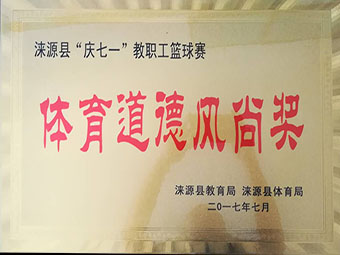 涞源县“庆七一”教职工篮球赛
体育道德风尚奖
涞源县教育局 涞源县体育局
二〇一七年七月